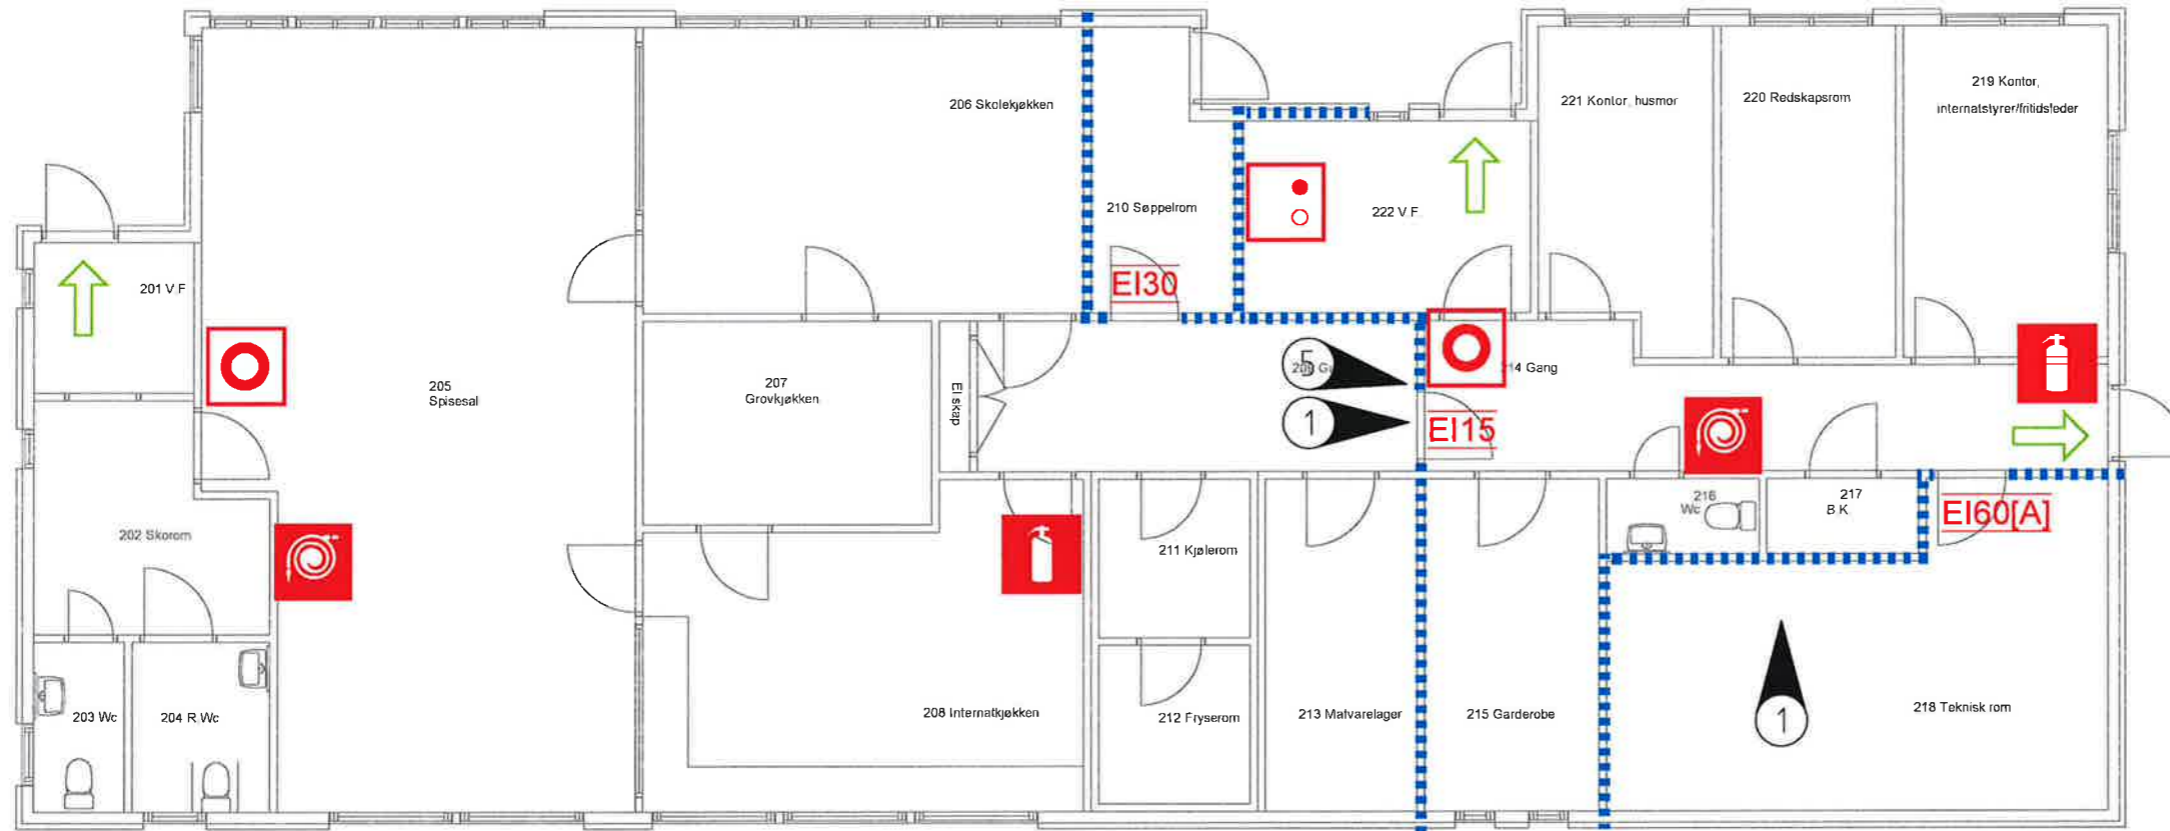 206 Skolekjøkken
221 Kontor, husmor
220 Redskapsrom
219 Kontor,
internatstyrer/fritidsleder
210 Søppelrom
222 V F
201 V F
EI30
205
Spisesal
207
Grovkjøkken
El skap
5
209 G
14 Gang
1
EI15
202 Skorom
211 Kjølerom
216
Wc
217
B K
EI60[A]
203 Wc
204 R Wc
208 Internatkjøkken
212 Fryserom
213 Matvarelager
215 Garderobe
1
218 Teknisk rom